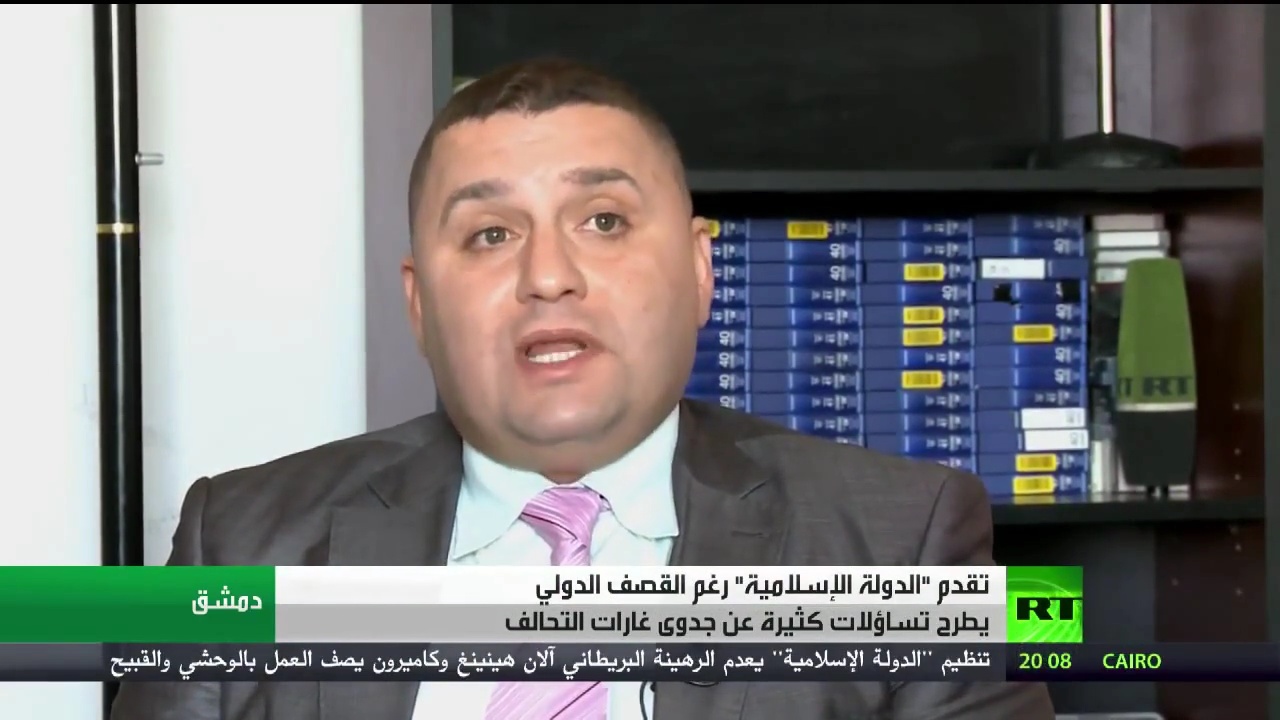 RT
تقدم "الدولة الإسلامية" رغم القصف الدولي
يطرح تساؤلات كثيرة عن جدوى غارات التحالف
دمشق
RT
20 08 CAIRO
تنظيم "الدولة الإسلامية" يعدم الرهينة البريطاني آلان هينينغ وكاميرون يصف العمل بالوحشي والقبيح